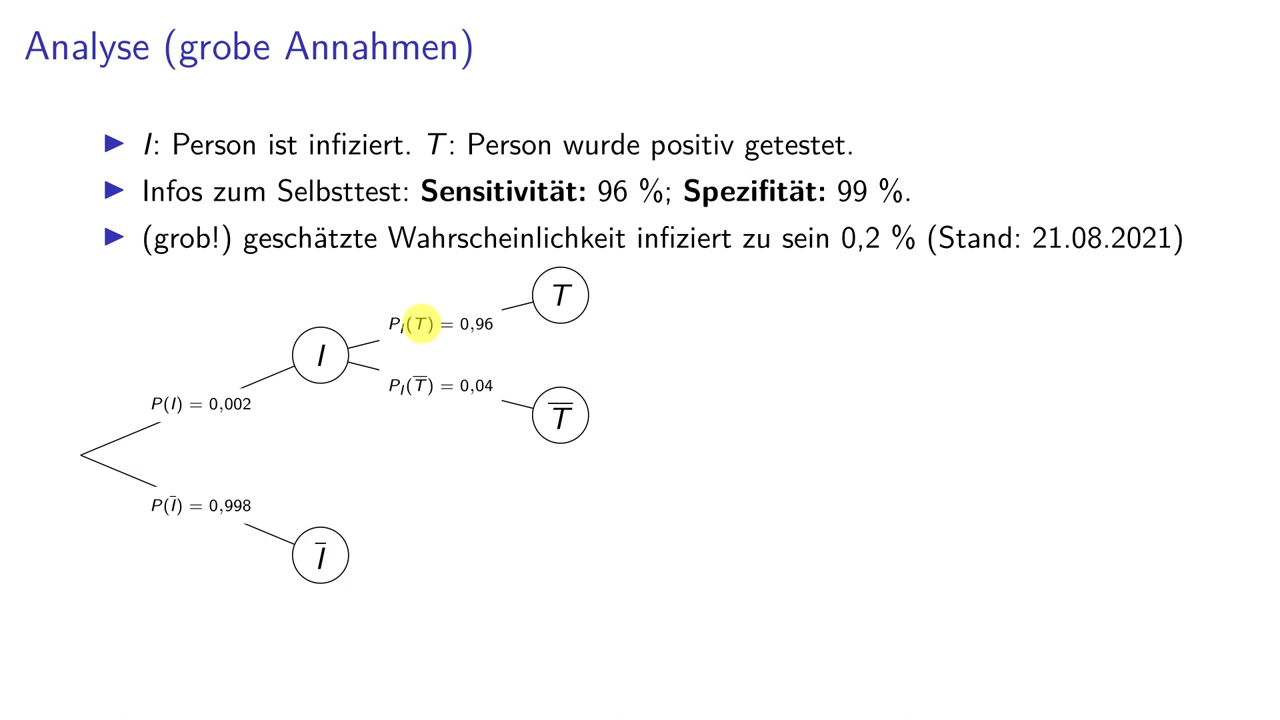 Analyse (grobe Annahmen)
▶ I: Person ist infiziert. T: Person wurde positiv getestet.
▶ Infos zum Selbsttest: Sensitivität: 96 %; Spezifität: 99 %.
▶ (grob!) geschätzte Wahrscheinlichkeit infiziert zu sein 0,2 % (Stand: 21.08.2021)
T
P_I(T) = 0,96
I
P_I(T̅) = 0,04
P(I) = 0,002
T̅
P(I̅) = 0,998
I̅